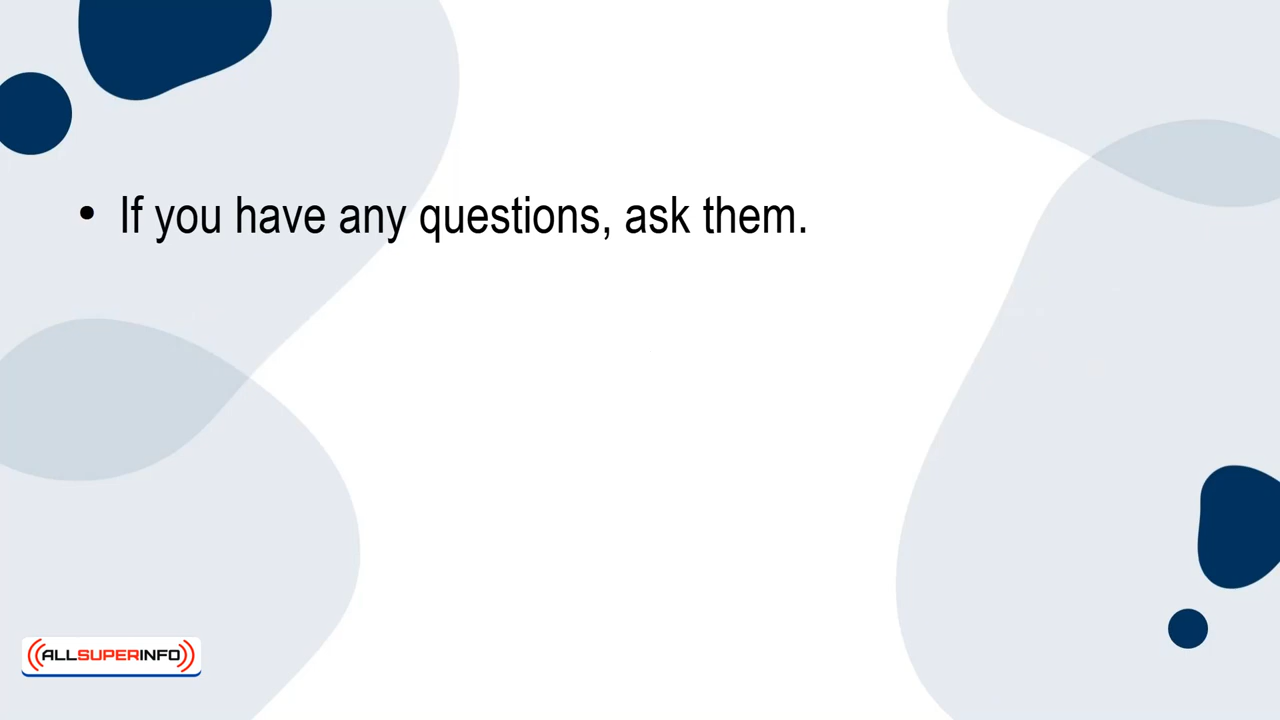 • If you have any questions, ask them.
ALLSUPERINFO